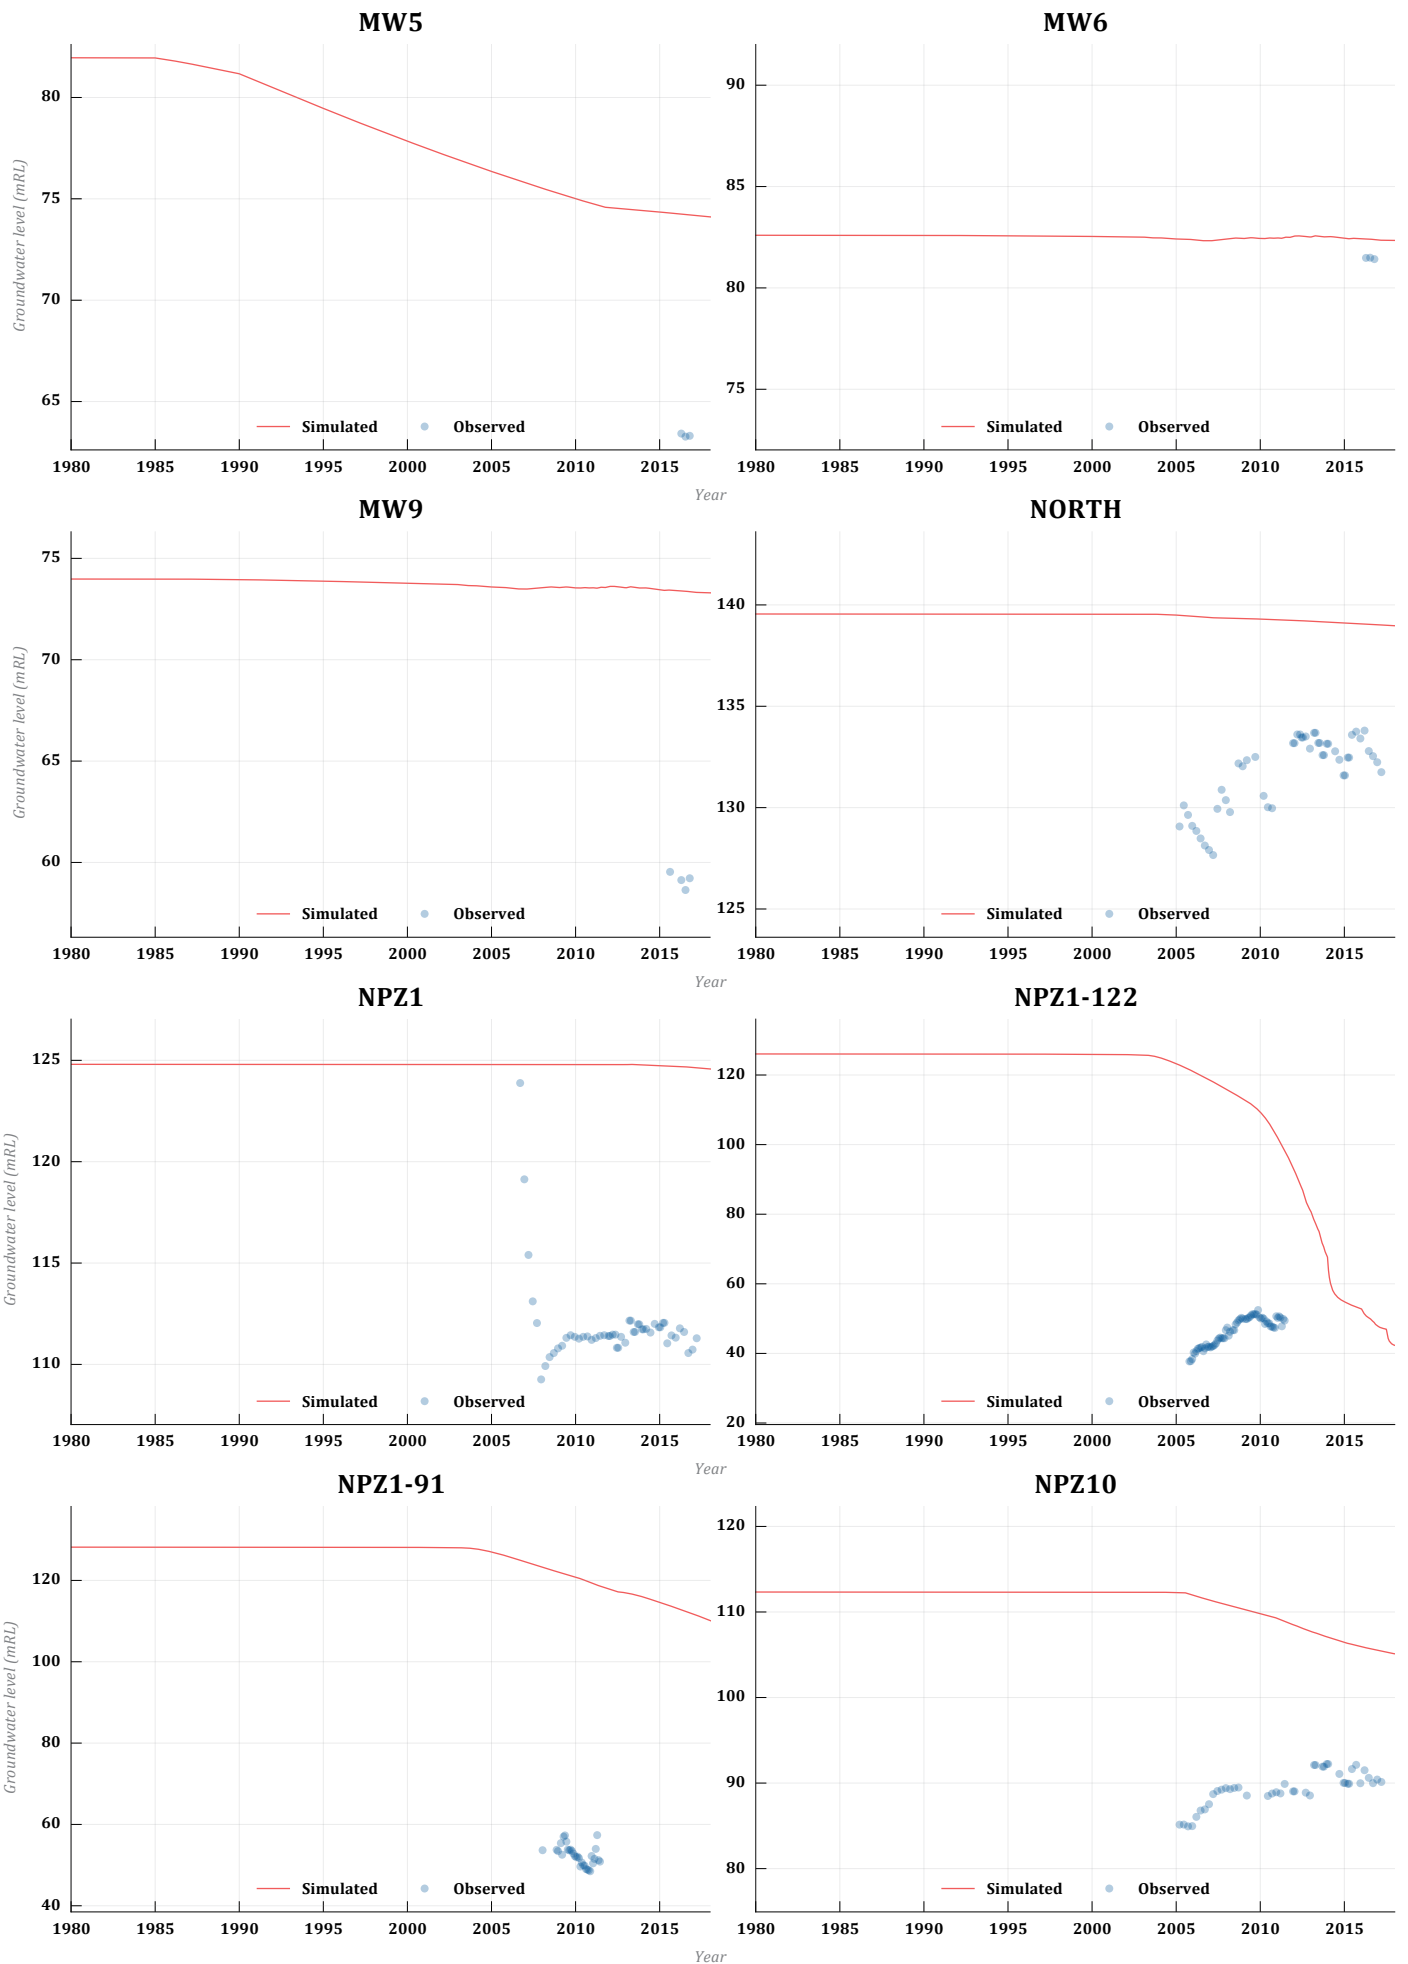 MW5
Groundwater level (mRL)
80
75
70
65
Simulated Observed
1980 1985 1990 1995 2000 2005 2010 2015
MW6
90
85
80
75
Simulated Observed
1980 1985 1990 1995 2000 2005 2010 2015
Year
MW9
Groundwater level (mRL)
75
70
65
60
Simulated Observed
1980 1985 1990 1995 2000 2005 2010 2015
NORTH
140
135
130
125
Simulated Observed
1980 1985 1990 1995 2000 2005 2010 2015
Year
NPZ1
Groundwater level (mRL)
125
120
115
110
Simulated Observed
1980 1985 1990 1995 2000 2005 2010 2015
NPZ1-122
120
100
80
60
40
20
Simulated Observed
1980 1985 1990 1995 2000 2005 2010 2015
Year
NPZ1-91
Groundwater level (mRL)
120
100
80
60
40
Simulated Observed
1980 1985 1990 1995 2000 2005 2010 2015
NPZ10
120
110
100
90
80
Simulated Observed
1980 1985 1990 1995 2000 2005 2010 2015
Year